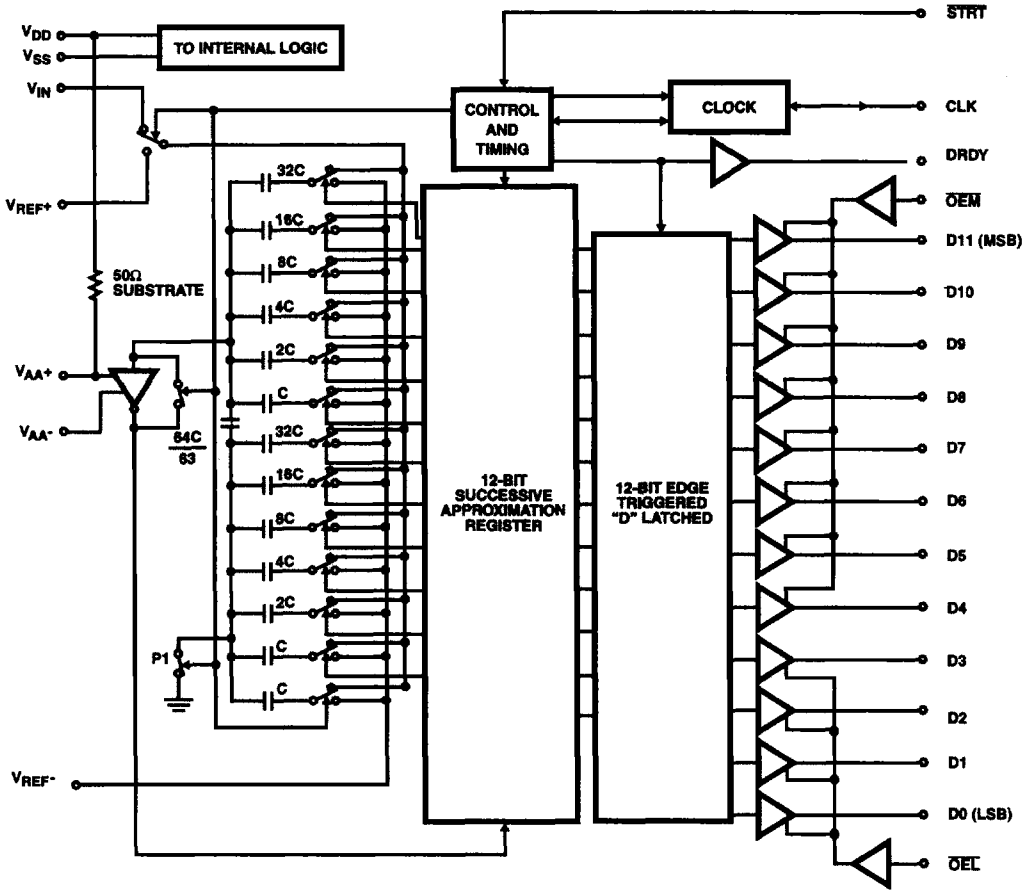 STRT
VDD
VSS
TO INTERNAL LOGIC
VIN
CONTROL
AND
TIMING
CLOCK
CLK
DRDY
VREF+
OEM
32C
16C
8C
4C
2C
C
32C
16C
8C
4C
2C
C
C
50Ω
SUBSTRATE
VAA+
VAA-
64C
63
P1
VREF-
12-BIT
SUCCESSIVE
APPROXIMATION
REGISTER
12-BIT EDGE
TRIGGERED
"D" LATCHED
D11 (MSB)
D10
D9
D8
D7
D6
D5
D4
D3
D2
D1
D0 (LSB)
OEL